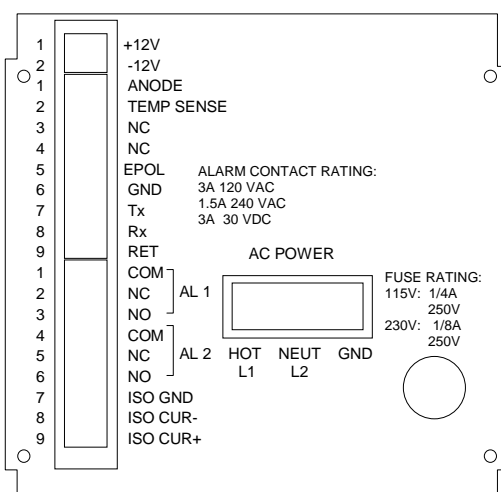 1 +12V
2 -12V
1 ANODE
2 TEMP SENSE
3 NC
4 NC
5 EPOL
6 GND
7 Tx
8 Rx
9 RET
1 COM
2 NC
3 NO
AL 1
4 COM
5 NC
6 NO
AL 2
7 ISO GND
8 ISO CUR-
9 ISO CUR+
ALARM CONTACT RATING:
3A 120 VAC
1.5A 240 VAC
3A 30 VDC
AC POWER
HOT NEUT GND
L1 L2
FUSE RATING:
115V: 1/4A
250V
230V: 1/8A
250V